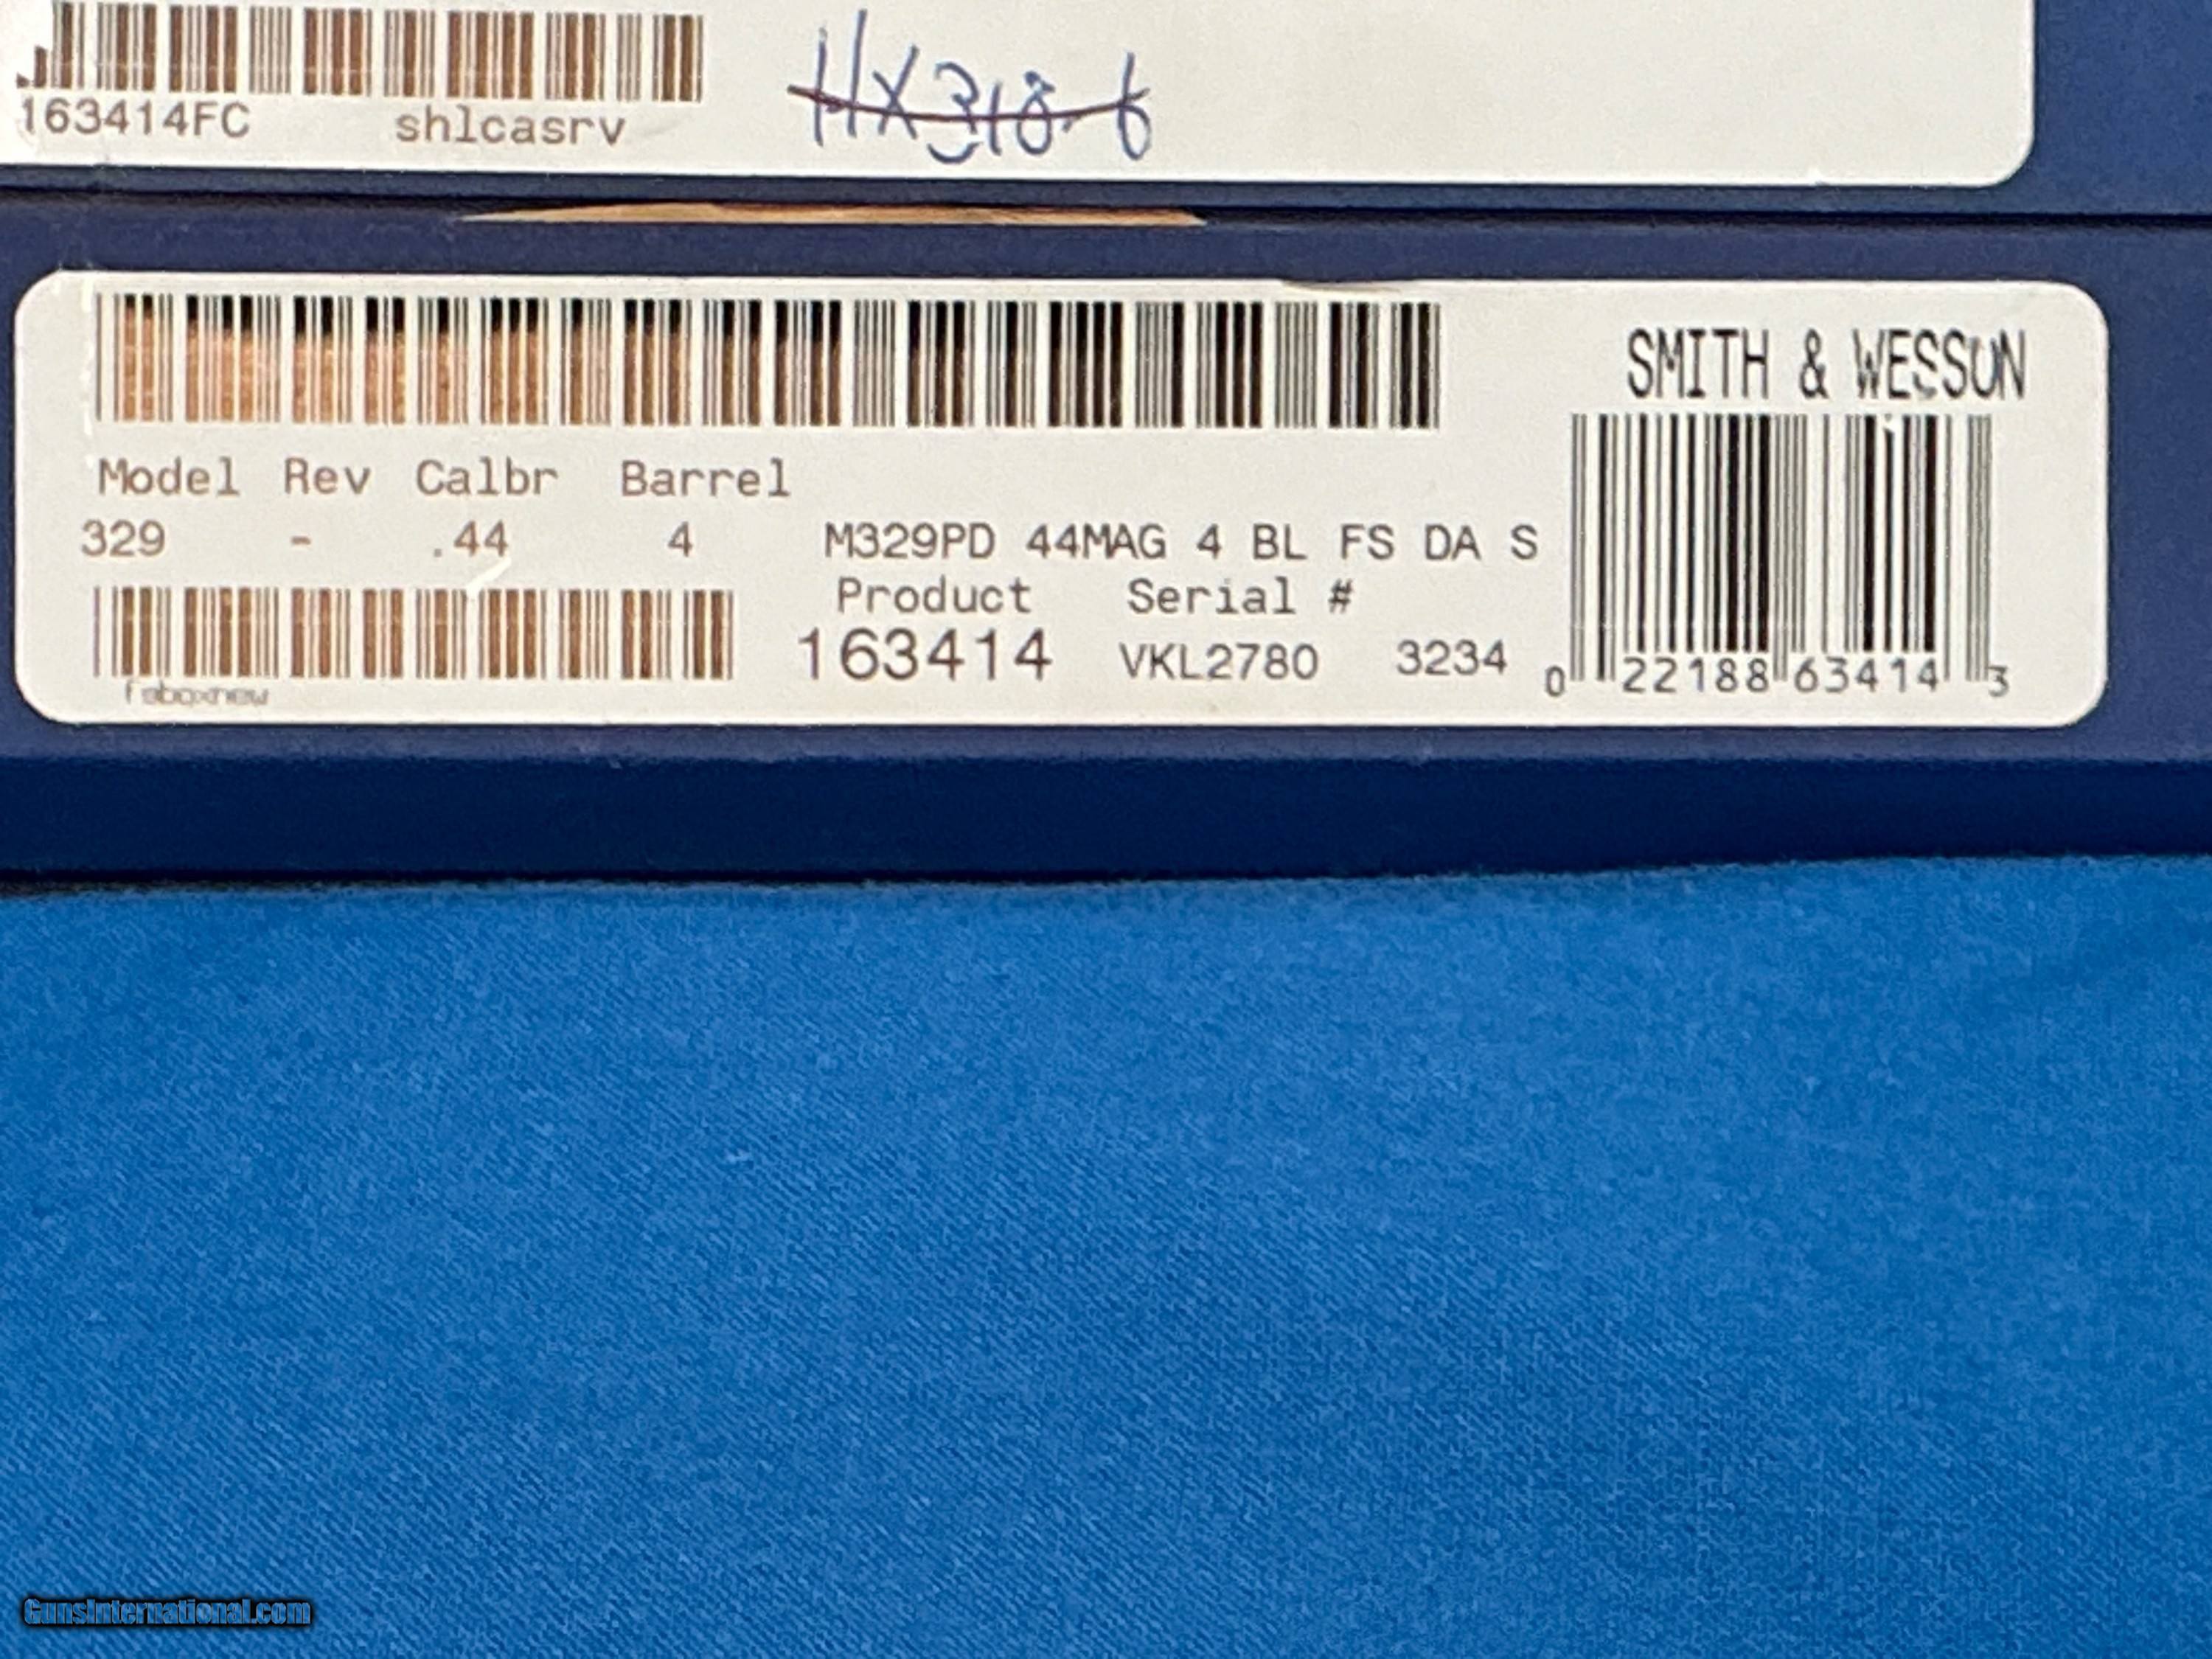 163414FC shlcasrv
HX318.6
SMITH & WESSON
Model Rev Calbr Barrel
329 - .44 4 M329PD 44MAG 4 BL FS DA S
Product Serial #
163414 VKL2780 3234
0 22188 63414 3
fsboxnew
GunsInternational.com